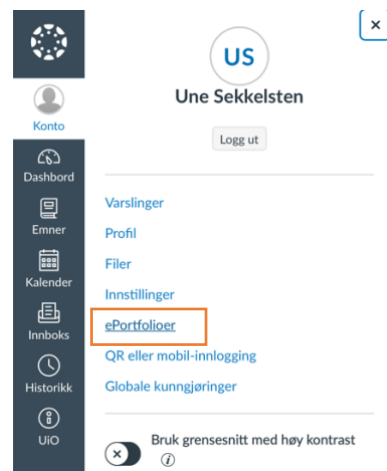 US
Une Sekkelsten
Logg ut
Konto
Dashbord
Emner
Kalender
Innboks
Historikk
UiO
Varslinger
Profil
Filer
Innstillinger
ePortfolioer
QR eller mobil-innlogging
Globale kunngjøringer
Bruk grensesnitt med høy kontrast